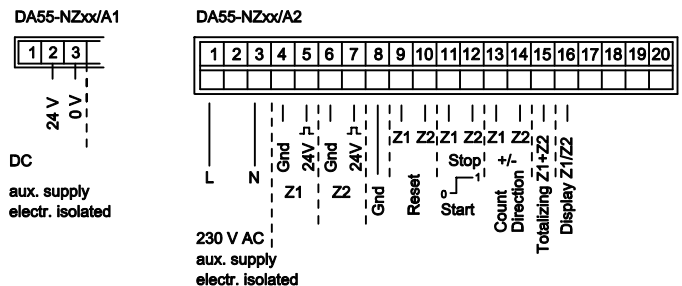 DA55-NZxx/A1
1 2 3
24 V
0 V
DC
aux. supply
electr. isolated
DA55-NZxx/A2
1 2 3 4 5 6 7 8 9 10 11 12 13 14 15 16 17 18 19 20
L
N
Gnd
24V
Z1
Gnd
24V
Z2
Gnd
Z1 Z2
Reset
Z1 Z2
Stop
0 1
Start
Z1 Z2
+/-
Count
Direction
Totalizing Z1+Z2
Display Z1/Z2
230 V AC
aux. supply
electr. isolated